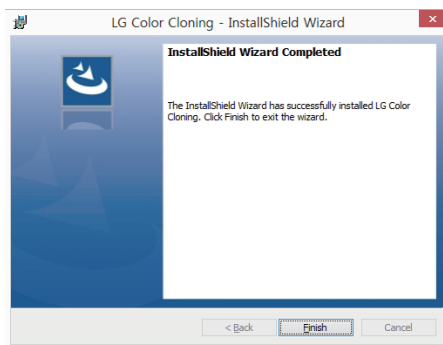 LG Color Cloning - InstallShield Wizard
InstallShield Wizard Completed
The InstallShield Wizard has successfully installed LG Color
Cloning. Click Finish to exit the wizard.
< Back Finish Cancel